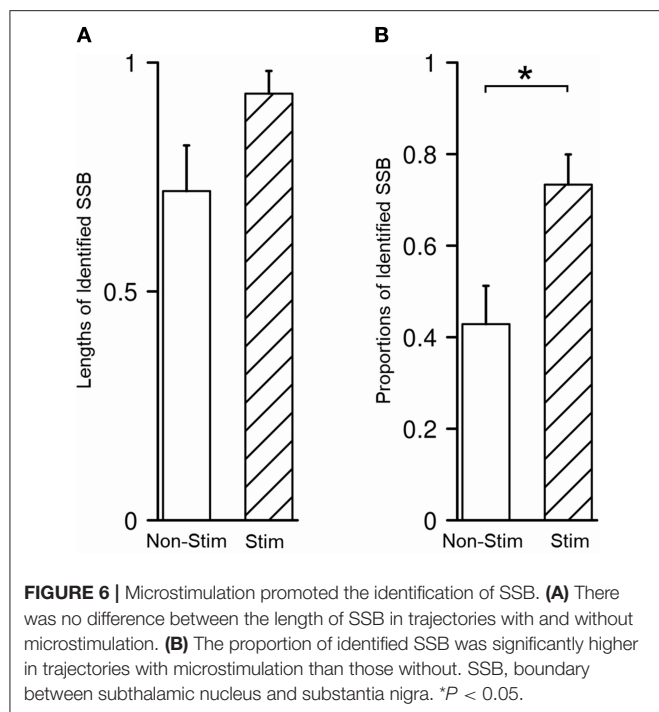 A
B
1
0.5
0
Lengths of Identified SSB
Non-Stim
Stim
1
0.8
0.6
0.4
0.2
0
Proportions of Identified SSB
*
Non-Stim
Stim
FIGURE 6 | Microstimulation promoted the identification of SSB. (A) There
was no difference between the length of SSB in trajectories with and without
microstimulation. (B) The proportion of identified SSB was significantly higher
in trajectories with microstimulation than those without. SSB, boundary
between subthalamic nucleus and substantia nigra. *P < 0.05.